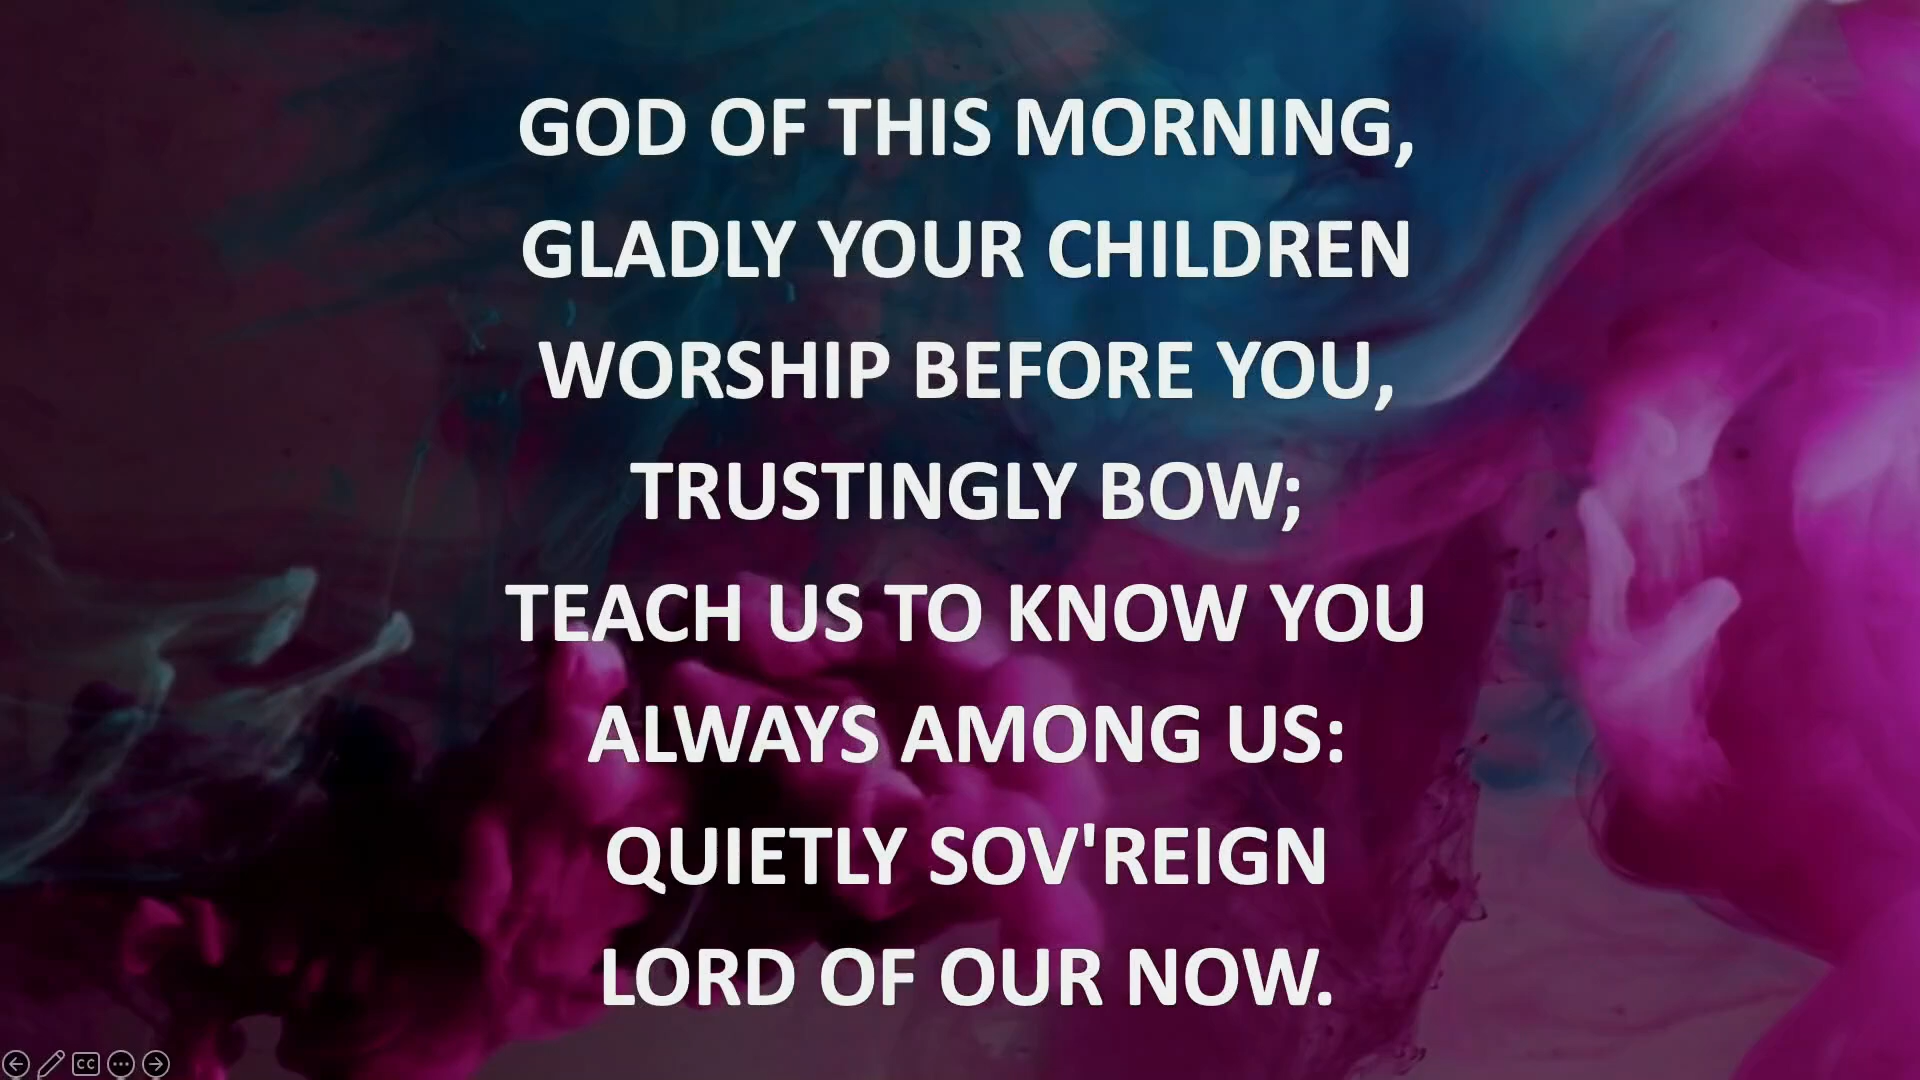 GOD OF THIS MORNING,
GLADLY YOUR CHILDREN
WORSHIP BEFORE YOU,
TRUSTINGLY BOW;
TEACH US TO KNOW YOU
ALWAYS AMONG US:
QUIETLY SOV'REIGN
LORD OF OUR NOW.
CC